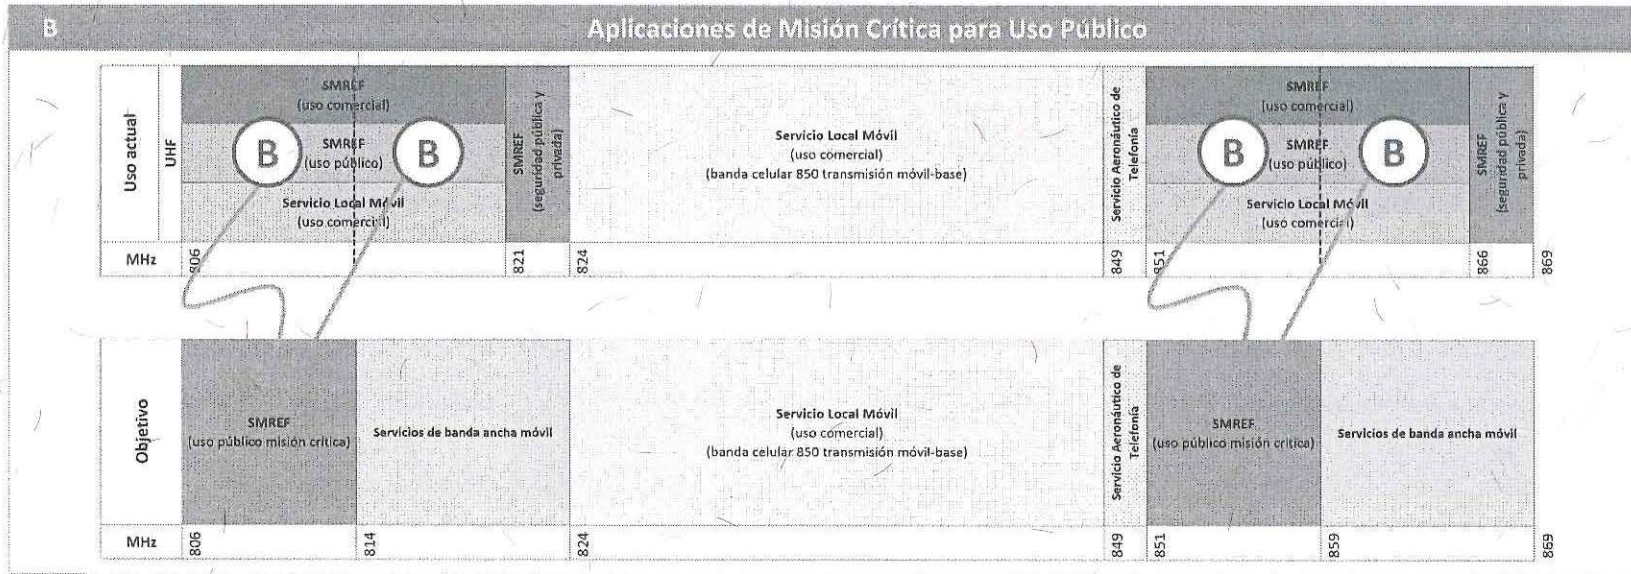 B
Aplicaciones de Misión Crítica para Uso Público
Uso actual
UHF
SMREF
(uso comercial)
B
SMREF
(uso público)
B
Servicio Local Móvil
(uso comercial)
SMREF
(seguridad pública y
privada)
Servicio Local Móvil
(uso comercial)
(banda celular 850 transmisión móvil-base)
Servicio Aeronáutico de
Telefonía
SMREF
(uso comercial)
B
SMREF
(uso público)
B
Servicio Local Móvil
(uso comercial)
SMREF
(seguridad pública y
privada)
MHz
806
821
824
849
851
866
869
Objetivo
SMREF
(uso público misión crítica)
Servicios de banda ancha móvil
Servicio Local Móvil
(uso comercial)
(banda celular 850 transmisión móvil-base)
Servicio Aeronáutico de
Telefonía
SMREF
(uso público misión crítica)
Servicios de banda ancha móvil
MHz
806
814
824
849
851
859
869